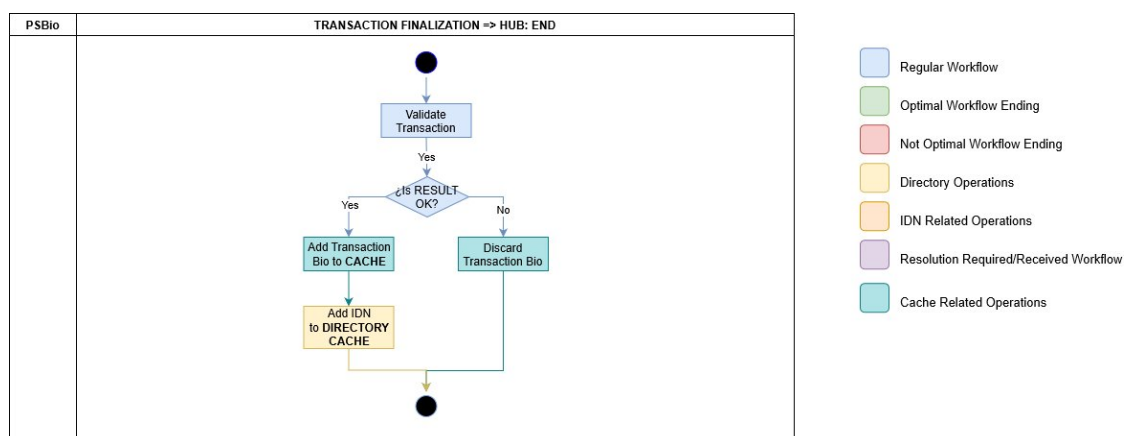 PSBio
TRANSACTION FINALIZATION => HUB: END
Validate
Transaction
Yes
¿Is RESULT
OK?
Yes
No
Add Transaction
Bio to CACHE
Discard
Transaction Bio
Add IDN
to DIRECTORY
CACHE
Regular Workflow
Optimal Workflow Ending
Not Optimal Workflow Ending
Directory Operations
IDN Related Operations
Resolution Required/Received Workflow
Cache Related Operations